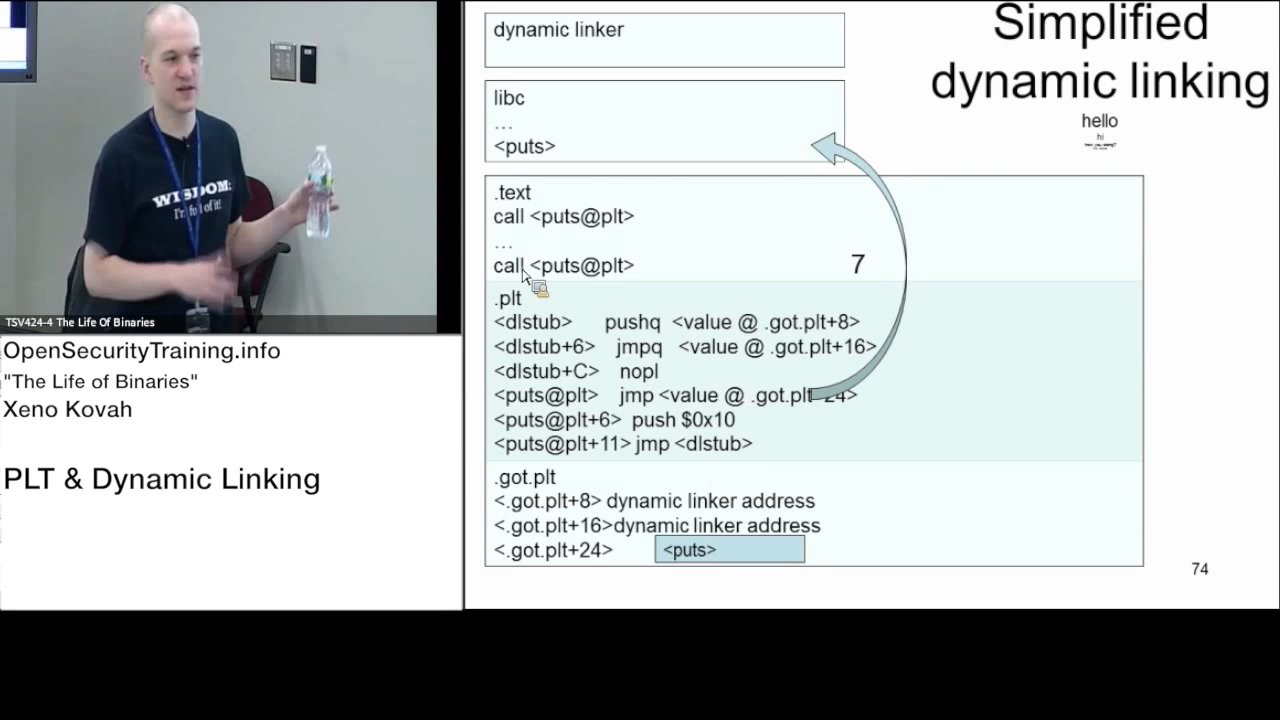 WISDOM:
I'm full of it!
TSV424-4 The Life Of Binaries
OpenSecurityTraining.info
"The Life of Binaries"
Xeno Kovah
PLT & Dynamic Linking
Simplified
dynamic linking
hello
hi
how you doing?
dynamic linker
libc
...
<puts>
.text
call <puts@plt>
...
call <puts@plt>
7
.plt
<dlstub> pushq <value @ .got.plt+8>
<dlstub+6> jmpq <value @ .got.plt+16>
<dlstub+C> nopl
<puts@plt> jmp <value @ .got.plt+24>
<puts@plt+6> push $0x10
<puts@plt+11> jmp <dlstub>
.got.plt
<.got.plt+8> dynamic linker address
<.got.plt+16>dynamic linker address
<.got.plt+24> <puts>
74